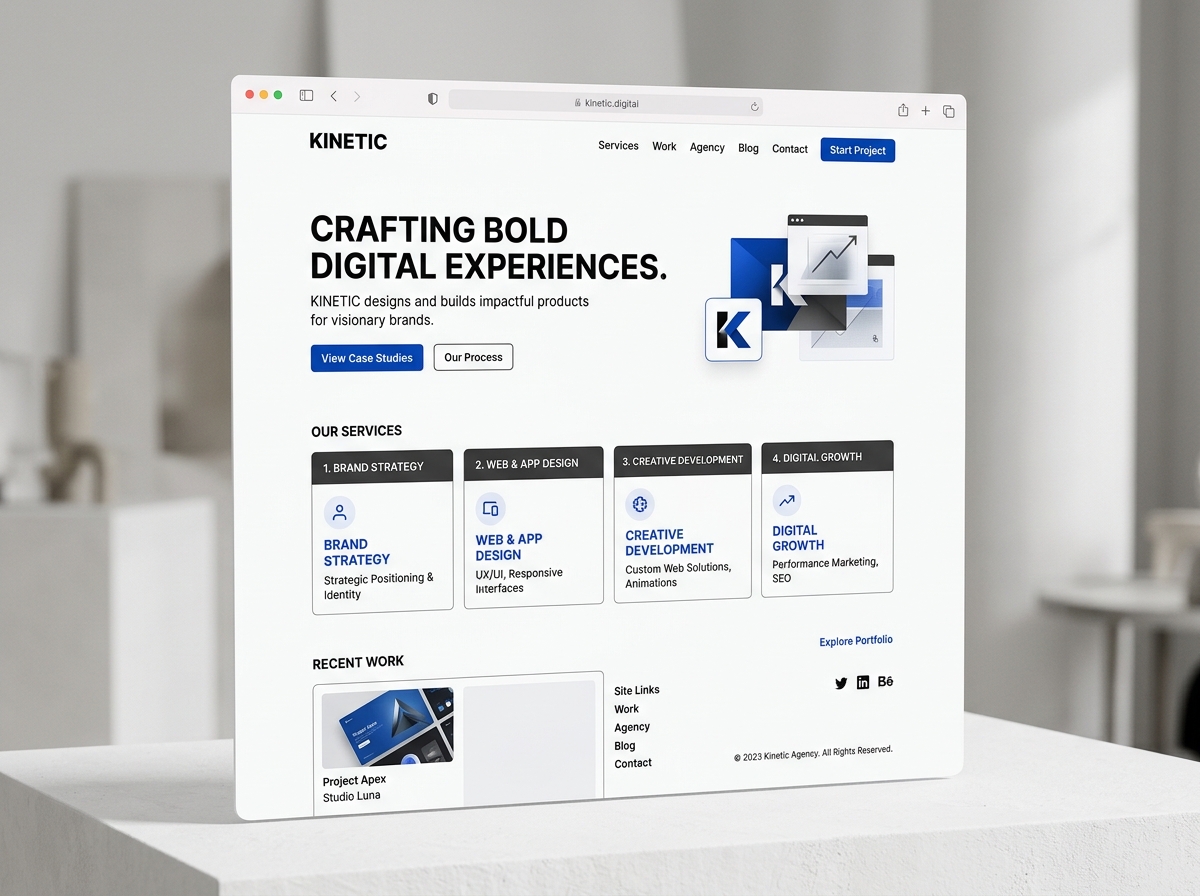 kinetic.digital
KINETIC
Services Work Agency Blog Contact Start Project
CRAFTING BOLD
DIGITAL EXPERIENCES.
KINETIC designs and builds impactful products
for visionary brands.
View Case Studies Our Process
K
K
OUR SERVICES
1. BRAND STRATEGY
BRAND
STRATEGY
Strategic Positioning &
Identity
2. WEB & APP DESIGN
WEB & APP
DESIGN
UX/UI, Responsive
Interfaces
3. CREATIVE DEVELOPMENT
CREATIVE
DEVELOPMENT
Custom Web Solutions,
Animations
4. DIGITAL GROWTH
DIGITAL
GROWTH
Performance Marketing,
SEO
Explore Portfolio
RECENT WORK
Project Apex
Studio Luna
Site Links
Work
Agency
Blog
Contact
in Bē
© 2023 Kinetic Agency. All Rights Reserved.